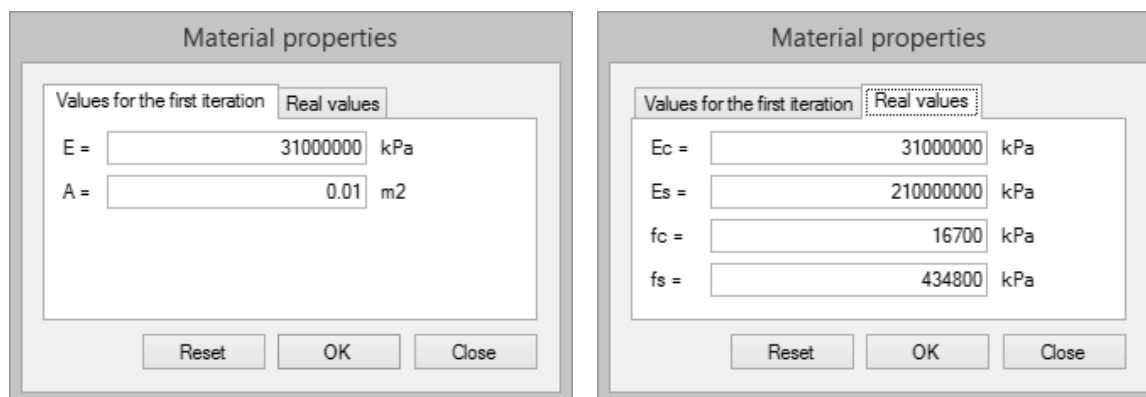 Material properties
Values for the first iteration Real values
E = 31000000 kPa
A = 0.01 m2
Reset OK Close
Material properties
Values for the first iteration Real values
Ec = 31000000 kPa
Es = 210000000 kPa
fc = 16700 kPa
fs = 434800 kPa
Reset OK Close